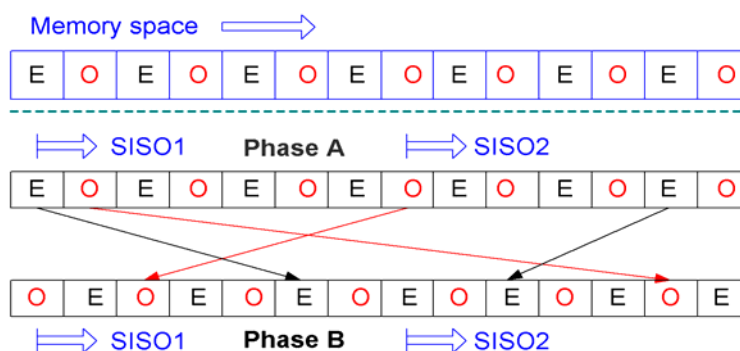 Memory space
E O E O E O E O E O E O E O
SISO1 Phase A SISO2
E O E O E O E O E O E O E O
O E O E O E O E O E O E O E
SISO1 Phase B SISO2